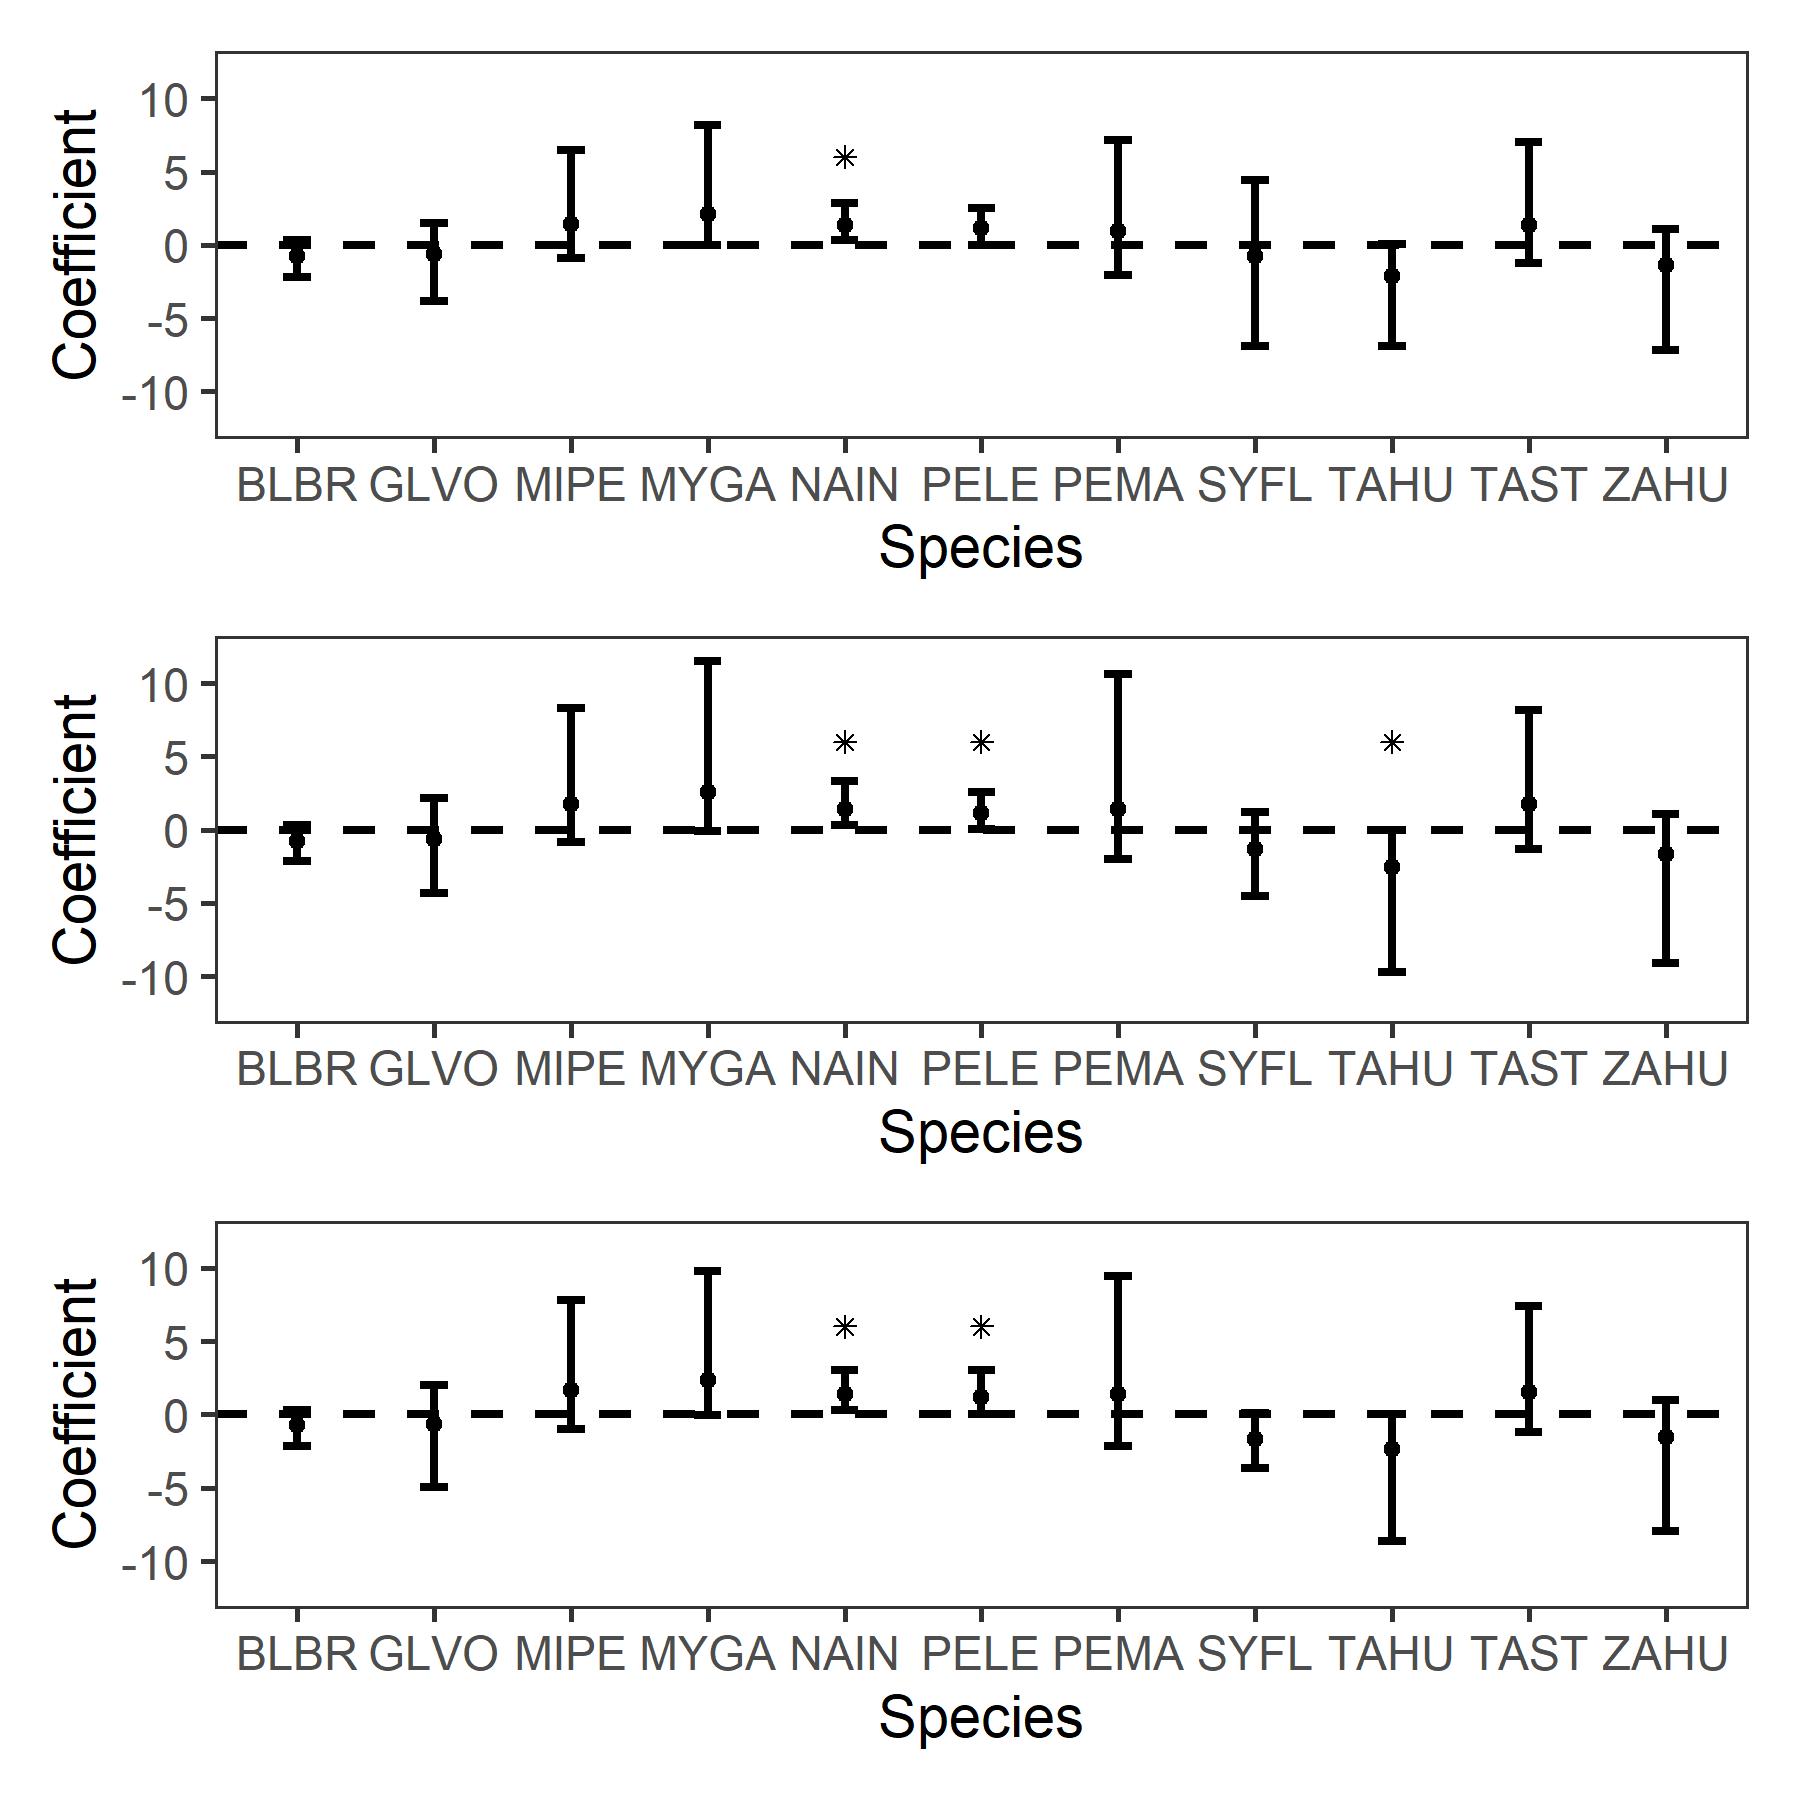 Coefficient
10
5
0
-5
-10
BLBR GLVO MIPE MYGA NAIN PELE PEMA SYFL TAHU TAST ZAHU
Species
Coefficient
10
5
0
-5
-10
BLBR GLVO MIPE MYGA NAIN PELE PEMA SYFL TAHU TAST ZAHU
Species
Coefficient
10
5
0
-5
-10
BLBR GLVO MIPE MYGA NAIN PELE PEMA SYFL TAHU TAST ZAHU
Species